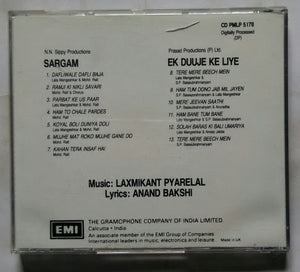 CD PMLP 5178
Digitally Processed
(DP)
N.N. Sippy Productions
SARGAM
1. DAFLIWALE DAFLI BAJA
Lata Mangeshkar & Mohd. Rafi
2. RAMJI KI NIKLI SAVARI
Mohd. Rafi & Chorus
3. PARBAT KE US PAAR
Lata Mangeshkar & Mohd. Rafi
4. HAM TO CHALE PARDES
Mohd. Rafi
5. KOYAL BOLI DUNIYA DOLI
Lata Mangeshkar & Mohd. Rafi
6. MUJHE MAT ROKO MUJHE GANE DO
Mohd. Rafi
7. KAHAN TERA INSAF HAI
Mohd. Rafi
Prasad Productions (P) Ltd.
EK DUUJE KE LIYE
8. TERE MERE BEECH MEIN
Lata Mangeshkar &
S.P. Balasubrahmanyam
9. HAM TUM DONO JAB MIL JAYEN
Lata Mangeshkar & S.P. Balasubrahmanyam
10. MERE JEEVAN SAATHI
S.P. Balasubrahmanyam & Anuradha
11. HAM BANE TUM BANE
Lata Mangeshkar & S.P. Balasubrahmanyam
12. SOLAH BARAS KI BALI UMARIYA
Lata Mangeshkar & Anup Jalota
13. TERE MERE BEECH MEIN
S.P. Balasubrahmanyam
Music: LAXMIKANT PYARELAL
Lyrics: ANAND BAKSHI
EMI
THE GRAMOPHONE COMPANY OF INDIA LIMITED
Calcutta • India
An associate member of the EMI Group of Companies
International leaders in music, electronics and leisure.
Made in UK